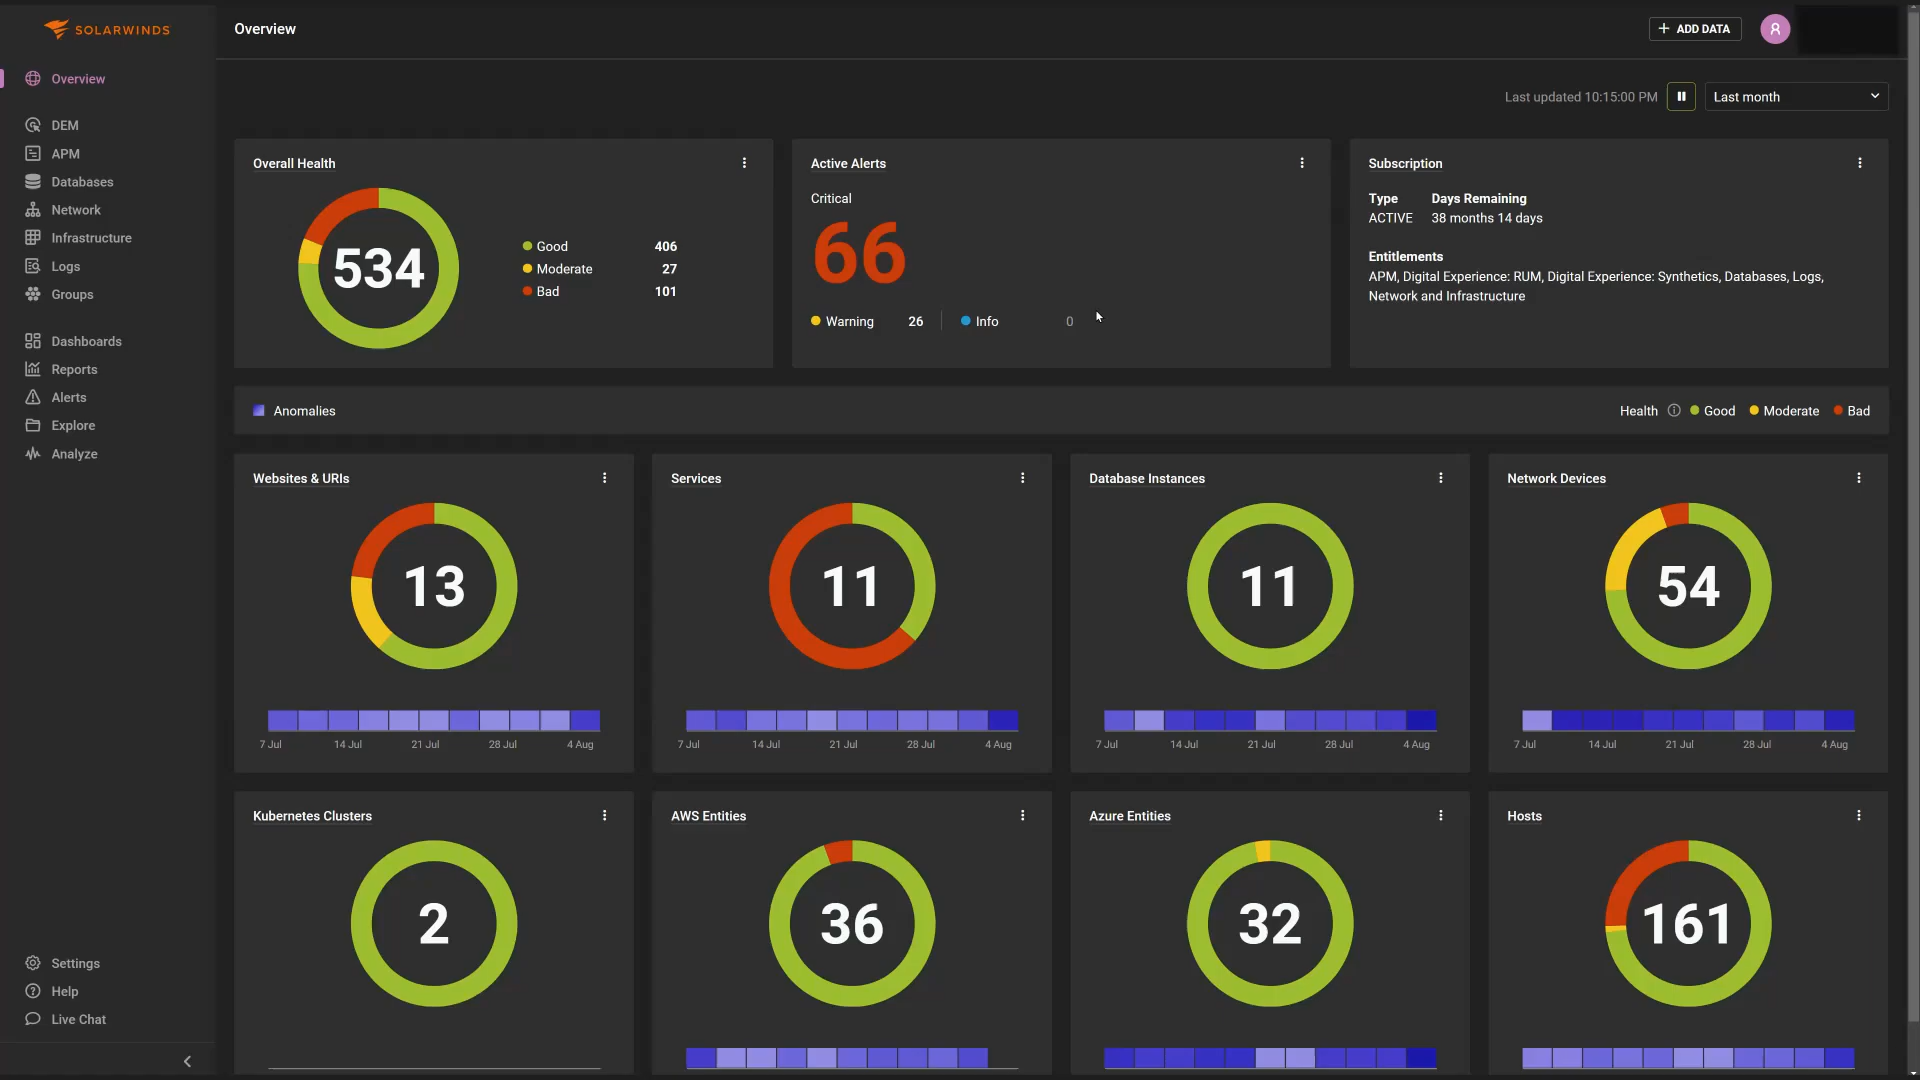 SOLARWINDS
Overview
ADD DATA
Overview
DEM
APM
Databases
Network
Infrastructure
Logs
Groups
Dashboards
Reports
Alerts
Explore
Analyze
Settings
Help
Live Chat
Last updated 10:15:00 PM
Last month
Overall Health
534
Good 406
Moderate 27
Bad 101
Active Alerts
Critical
66
Warning 26 Info 0
Subscription
Type Days Remaining
ACTIVE 38 months 14 days
Entitlements
APM, Digital Experience: RUM, Digital Experience: Synthetics, Databases, Logs,
Network and Infrastructure
Anomalies
Health Good Moderate Bad
Websites & URIs
13
7 Jul 14 Jul 21 Jul 28 Jul 4 Aug
Services
11
7 Jul 14 Jul 21 Jul 28 Jul 4 Aug
Database Instances
11
7 Jul 14 Jul 21 Jul 28 Jul 4 Aug
Network Devices
54
7 Jul 14 Jul 21 Jul 28 Jul 4 Aug
Kubernetes Clusters
2
AWS Entities
36
Azure Entities
32
Hosts
161